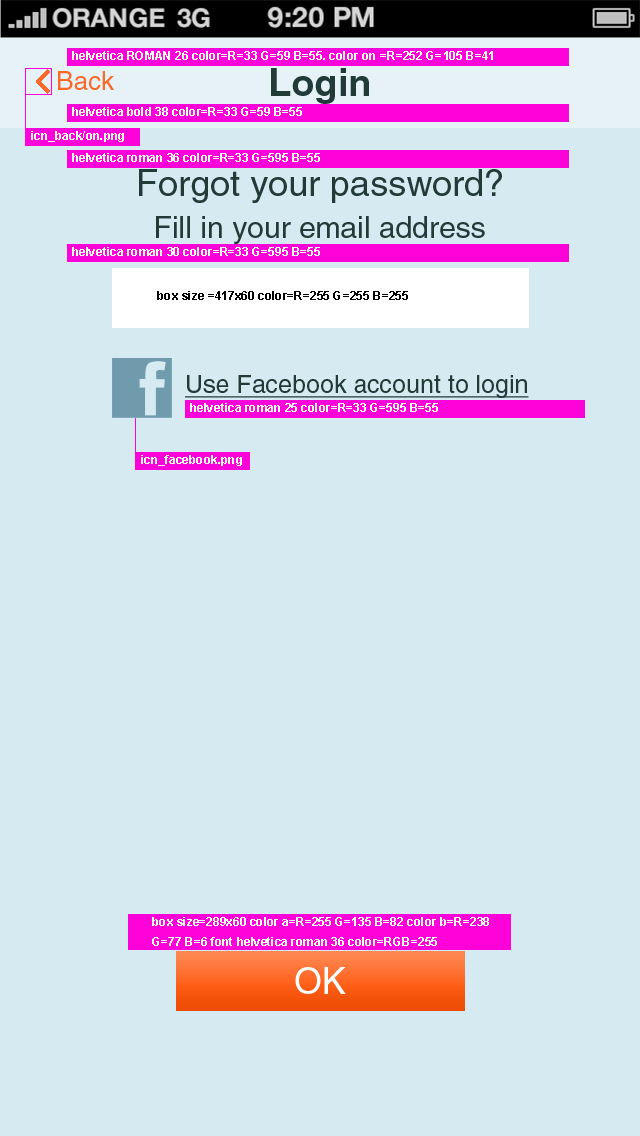 ORANGE 3G 9:20 PM
helvetica ROMAN 26 color=R=33 G=59 B=55. color on =R=252 G=105 B=41
Back
Login
helvetica bold 38 color=R=33 G=59 B=55
icn_back/on.png
helvetica roman 36 color=R=33 G=595 B=55
Forgot your password?
Fill in your email address
helvetica roman 30 color=R=33 G=595 B=55
box size =417x60 color=R=255 G=255 B=255
f
Use Facebook account to login
helvetica roman 25 color=R=33 G=595 B=55
icn_facebook.png
box size=289x60 color a=R=255 G=135 B=82 color b=R=238
G=77 B=6 font helvetica roman 36 color=RGB=255
OK